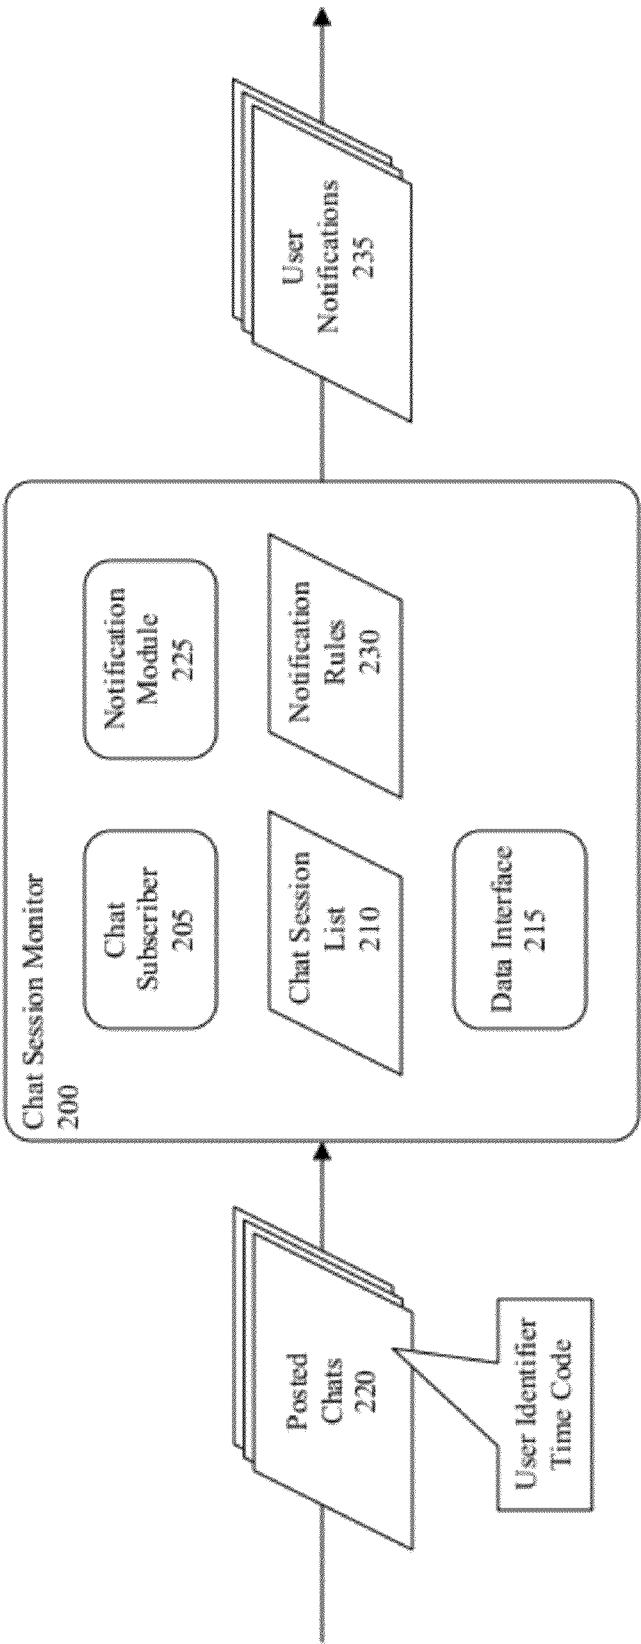 Chat Session Monitor
200
Chat
Subscriber
205
Notification
Module
225
Posted
Chats
220
Chat Session
List
210
Notification
Rules
230
User
Notifications
235
User Identifier
Time Code
Data Interface
215